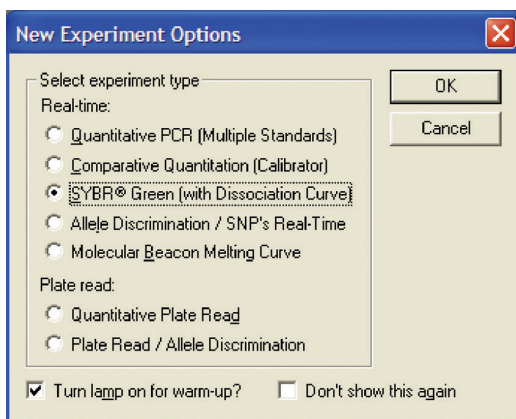 New Experiment Options
Select experiment type
OK
Real-time:
Quantitative PCR (Multiple Standards)
Cancel
Comparative Quantitation (Calibrator)
SYBR® Green (with Dissociation Curve)
Allele Discrimination / SNP's Real-Time
Molecular Beacon Melting Curve
Plate read:
Quantitative Plate Read
Plate Read / Allele Discrimination
Turn lamp on for warm-up?
Don't show this again